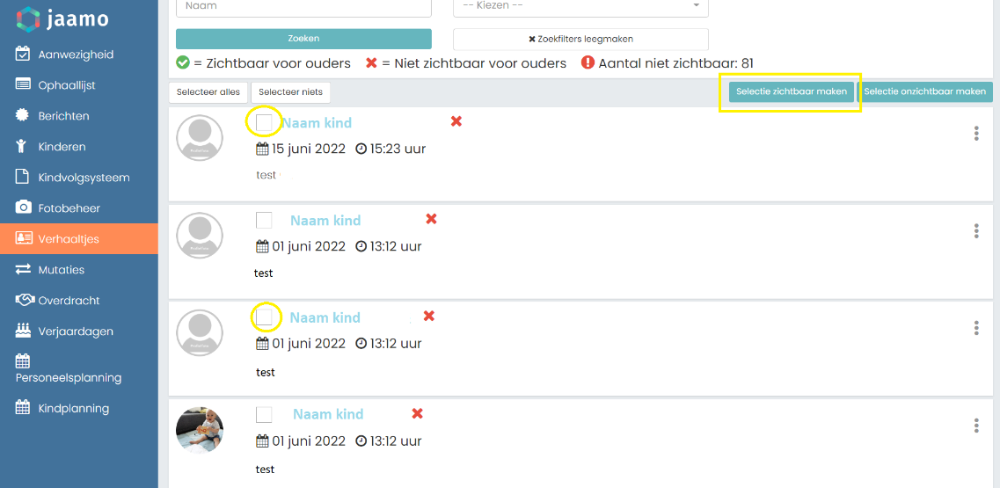 jaamo
Aanwezigheid
Ophaallijst
Berichten
Kinderen
Kindvolgsysteem
Fotobeheer
Verhaaltjes
Mutaties
Overdracht
Verjaardagen
Personeelsplanning
Kindplanning
Naam
-- Kiezen --
Zoeken
Zoekfilters leegmaken
= Zichtbaar voor ouders = Niet zichtbaar voor ouders Aantal niet zichtbaar: 81
Selecteer alles Selecteer niets Selectie zichtbaar maken Selectie onzichtbaar maken
Naam kind
15 juni 2022 15:23 uur
test
Naam kind
01 juni 2022 13:12 uur
test
Naam kind
01 juni 2022 13:12 uur
test
Naam kind
01 juni 2022 13:12 uur
test